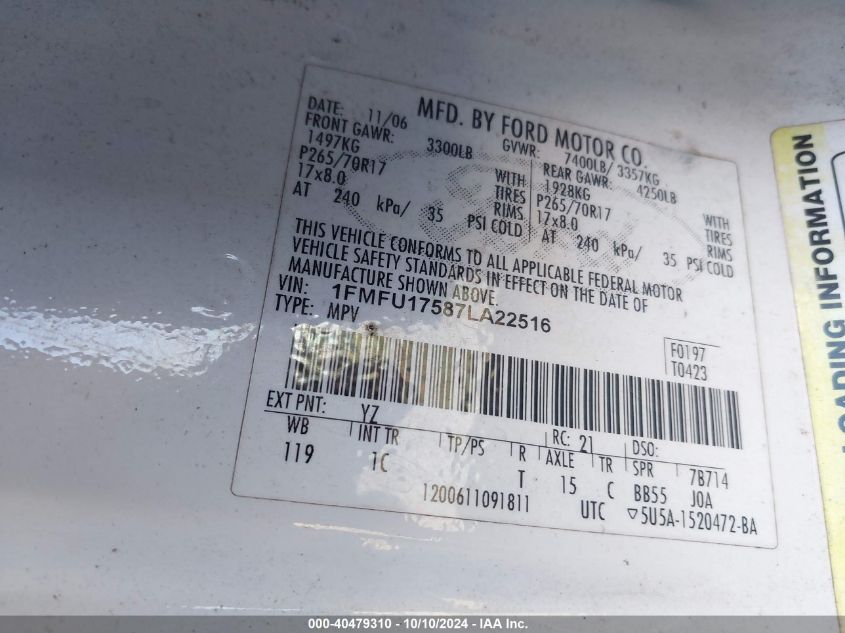 MFD. BY FORD MOTOR CO.
DATE: 11/06 GVWR: 7400LB/ 3357KG
FRONT GAWR: 3300LB REAR GAWR: 4250LB
1497KG WITH 1928KG WITH
P265/70R17 TIRES P265/70R17 TIRES
17x8.0 RIMS 17x8.0 RIMS
AT 240 kPa/ 35 PSI COLD AT 240 kPa/ 35 PSI COLD
THIS VEHICLE CONFORMS TO ALL APPLICABLE FEDERAL MOTOR
VEHICLE SAFETY STANDARDS IN EFFECT ON THE DATE OF
MANUFACTURE SHOWN ABOVE.
VIN: 1FMFU17587LA22516
TYPE: MPV
F0197
T0423
EXT PNT: YZ RC: 21 DSO:
WB INT TR TP/PS R AXLE TR SPR 7B714
119 1C T 15 C BB55 J0A
1200611091811 UTC ▽5U5A-1520472-BA
LOADING INFORMATION
000-40479310 - 10/10/2024 - IAA Inc.